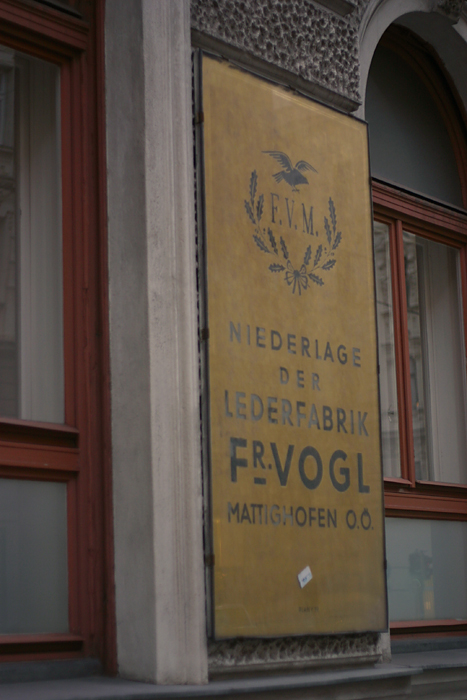 F.V.M.
NIEDERLAGE
DER
LEDERFABRIK
FR. VOGL
MATTIGHOFEN O.Ö.